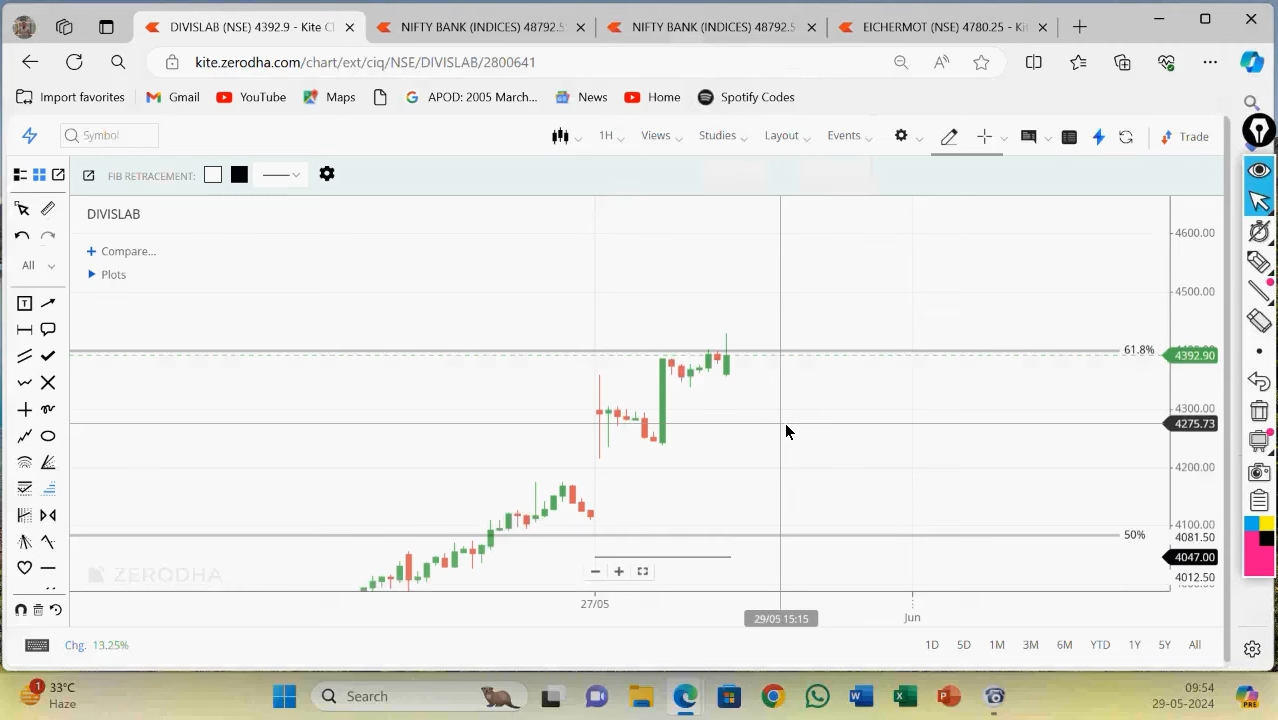 DIVISLAB (NSE) 4392.9 - Kite Cl
NIFTY BANK (INDICES) 48792.5
NIFTY BANK (INDICES) 48792.5
EICHERMOT (NSE) 4780.25 - Kit
kite.zerodha.com/chart/ext/ciq/NSE/DIVISLAB/2800641
Import favorites
Gmail
YouTube
Maps
APOD: 2005 March...
News
Home
Spotify Codes
Symbol
1H
Views
Studies
Layout
Events
Trade
FIB RETRACEMENT:
DIVISLAB
Compare...
Plots
All
4600.00
4500.00
61.8%
4392.90
4300.00
4275.73
4200.00
4100.00
50%
4081.50
4047.00
4012.50
ZERODHA
27/05
29/05 15:15
Jun
Chg: 13.25%
1D 5D 1M 3M 6M YTD 1Y 5Y All
1
33°C
Haze
Search
PRE
09:54
29-05-2024